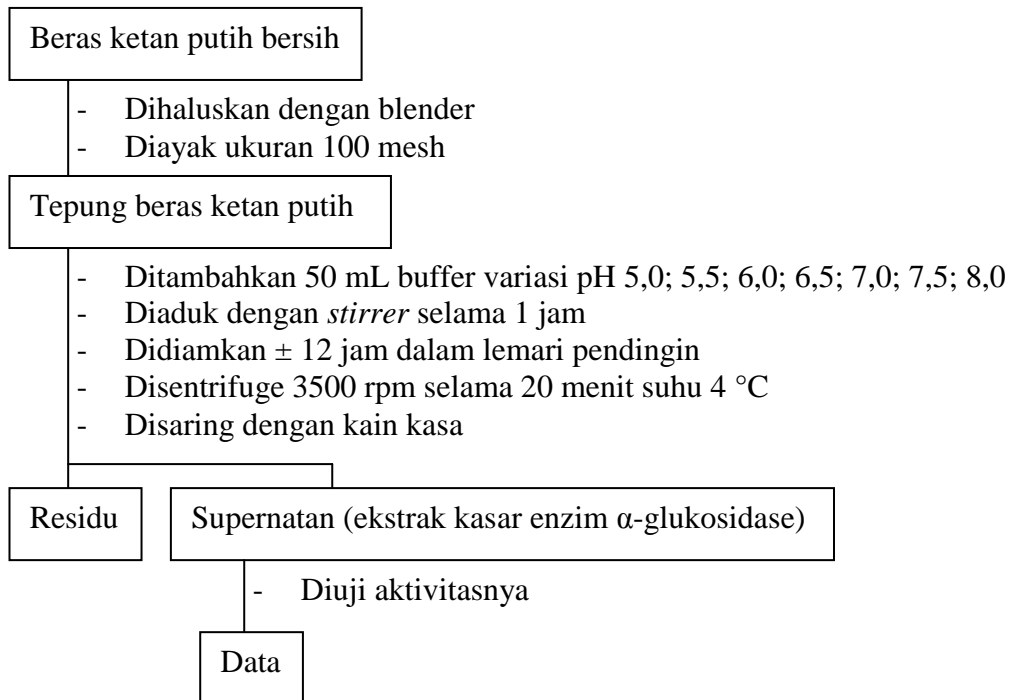 Beras ketan putih bersih
- Dihaluskan dengan blender
- Diayak ukuran 100 mesh
Tepung beras ketan putih
- Ditambahkan 50 mL buffer variasi pH 5,0; 5,5; 6,0; 6,5; 7,0; 7,5; 8,0
- Diaduk dengan stirrer selama 1 jam
- Didiamkan ± 12 jam dalam lemari pendingin
- Disentrifuge 3500 rpm selama 20 menit suhu 4 °C
- Disaring dengan kain kasa
Residu
Supernatan (ekstrak kasar enzim α-glukosidase)
- Diuji aktivitasnya
Data